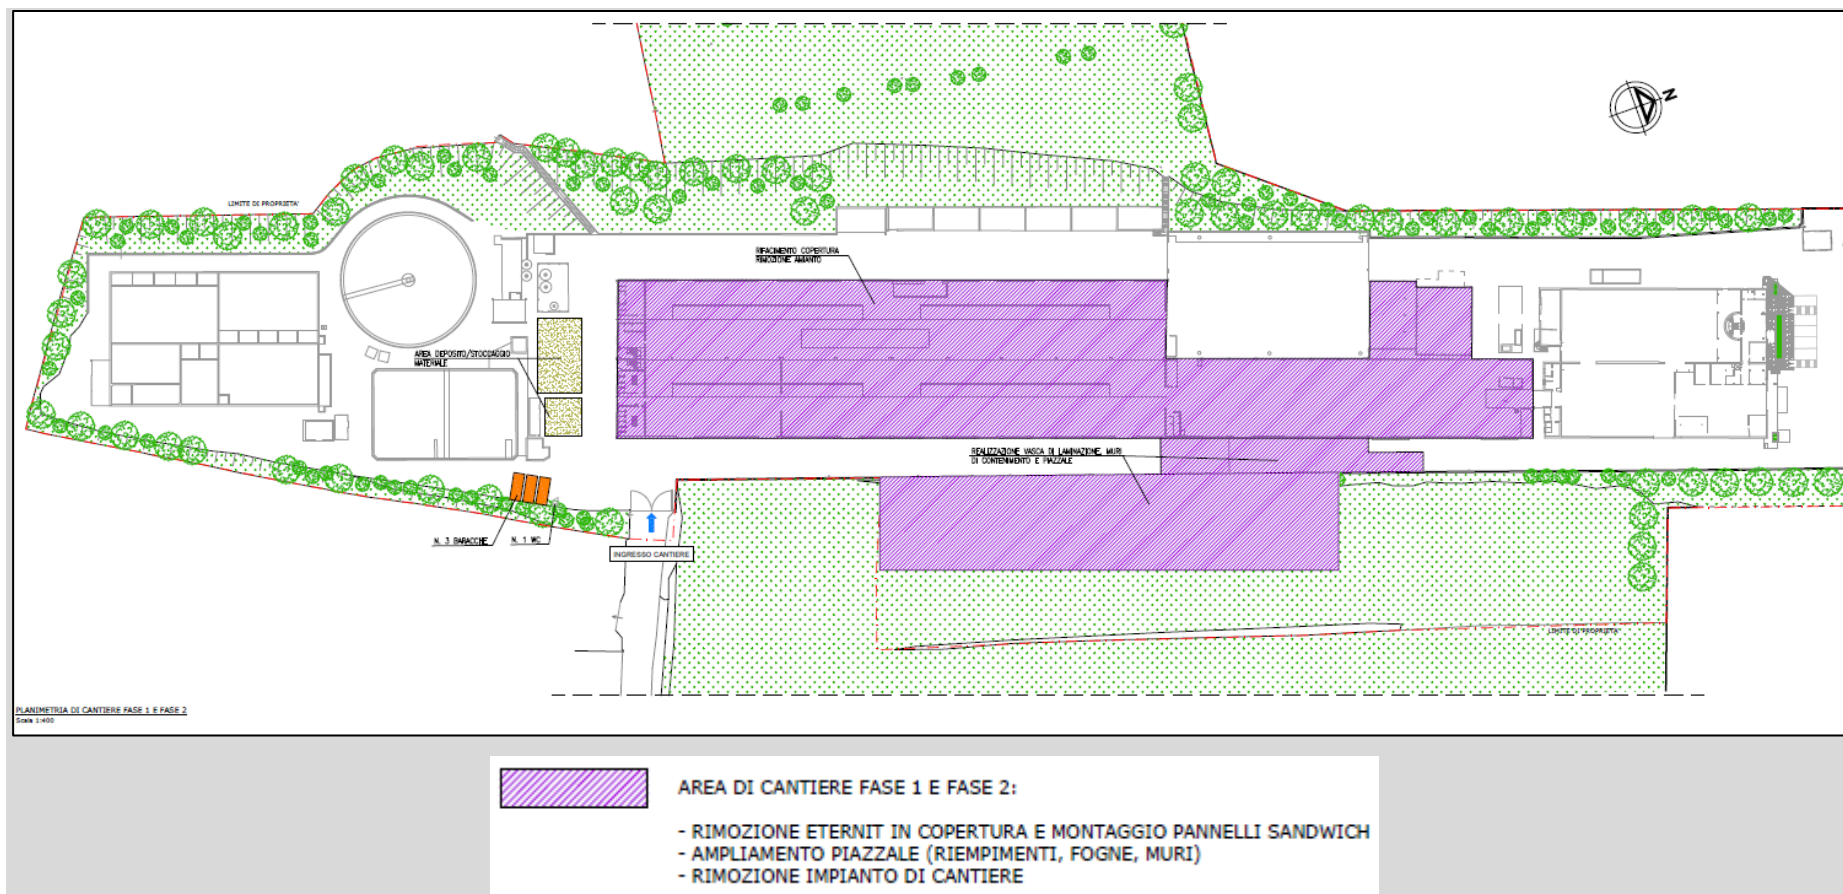 N
LIMITE DI PROPRIETA'
RIFACIMENTO COPERTURA
RIMOZIONE AMIANTO
AREA DEPOSITO/STOCCAGGIO
MATERIALE
REALIZZAZIONE VASCA DI LAMINAZIONE, MURI
DI CONTENIMENTO E PIAZZALE
N. 3 BARACCHE
N. 1 WC
INGRESSO CANTIERE
LIMITE DI PROPRIETA'
PLANIMETRIA DI CANTIERE FASE 1 E FASE 2
Scala 1:400
AREA DI CANTIERE FASE 1 E FASE 2:
- RIMOZIONE ETERNIT IN COPERTURA E MONTAGGIO PANNELLI SANDWICH
- AMPLIAMENTO PIAZZALE (RIEMPIMENTI, FOGNE, MURI)
- RIMOZIONE IMPIANTO DI CANTIERE